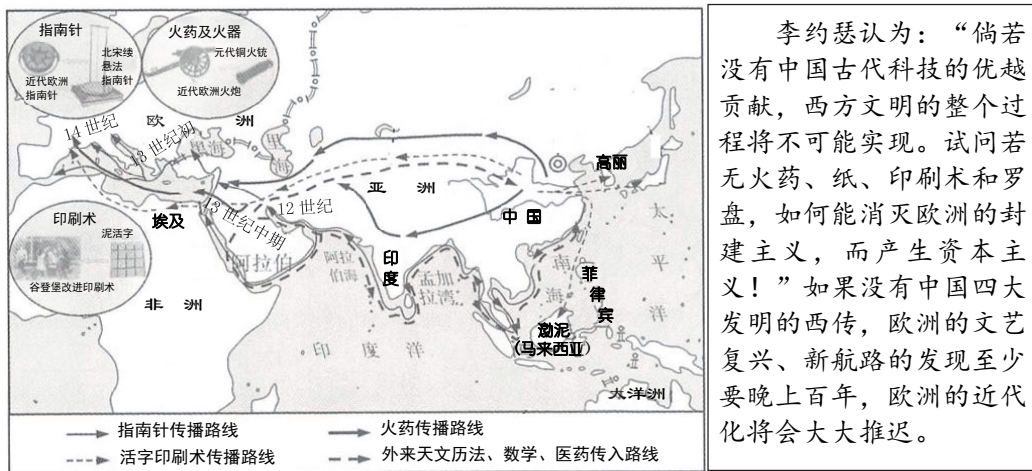 指南针
北宋缕
悬法
指南针
近代欧洲
指南针
火药及火器
元代铜火铳
近代欧洲火炮
14世纪
欧 洲
13世纪初
黑海
里
海
亚 洲
高丽
中 国
12世纪
13世纪中期
埃及
阿拉伯
阿拉
伯海
印
度
孟加
拉湾
南
海
菲
律
宾
太
平
洋
渤泥
(马来西亚)
印 度 洋
太洋洲
非 洲
印刷术
泥活字
谷登堡改进印刷术
指南针传播路线
火药传播路线
活字印刷术传播路线
外来天文历法、数学、医药传入路线
李约瑟认为：“倘若
没有中国古代科技的优越
贡献，西方文明的整个过
程将不可能实现。试问若
无火药、纸、印刷术和罗
盘，如何能消灭欧洲的封
建主义，而产生资本主
义！”如果没有中国四大
发明的西传，欧洲的文艺
复兴、新航路的发现至少
要晚上百年，欧洲的近代
化将会大大推迟。